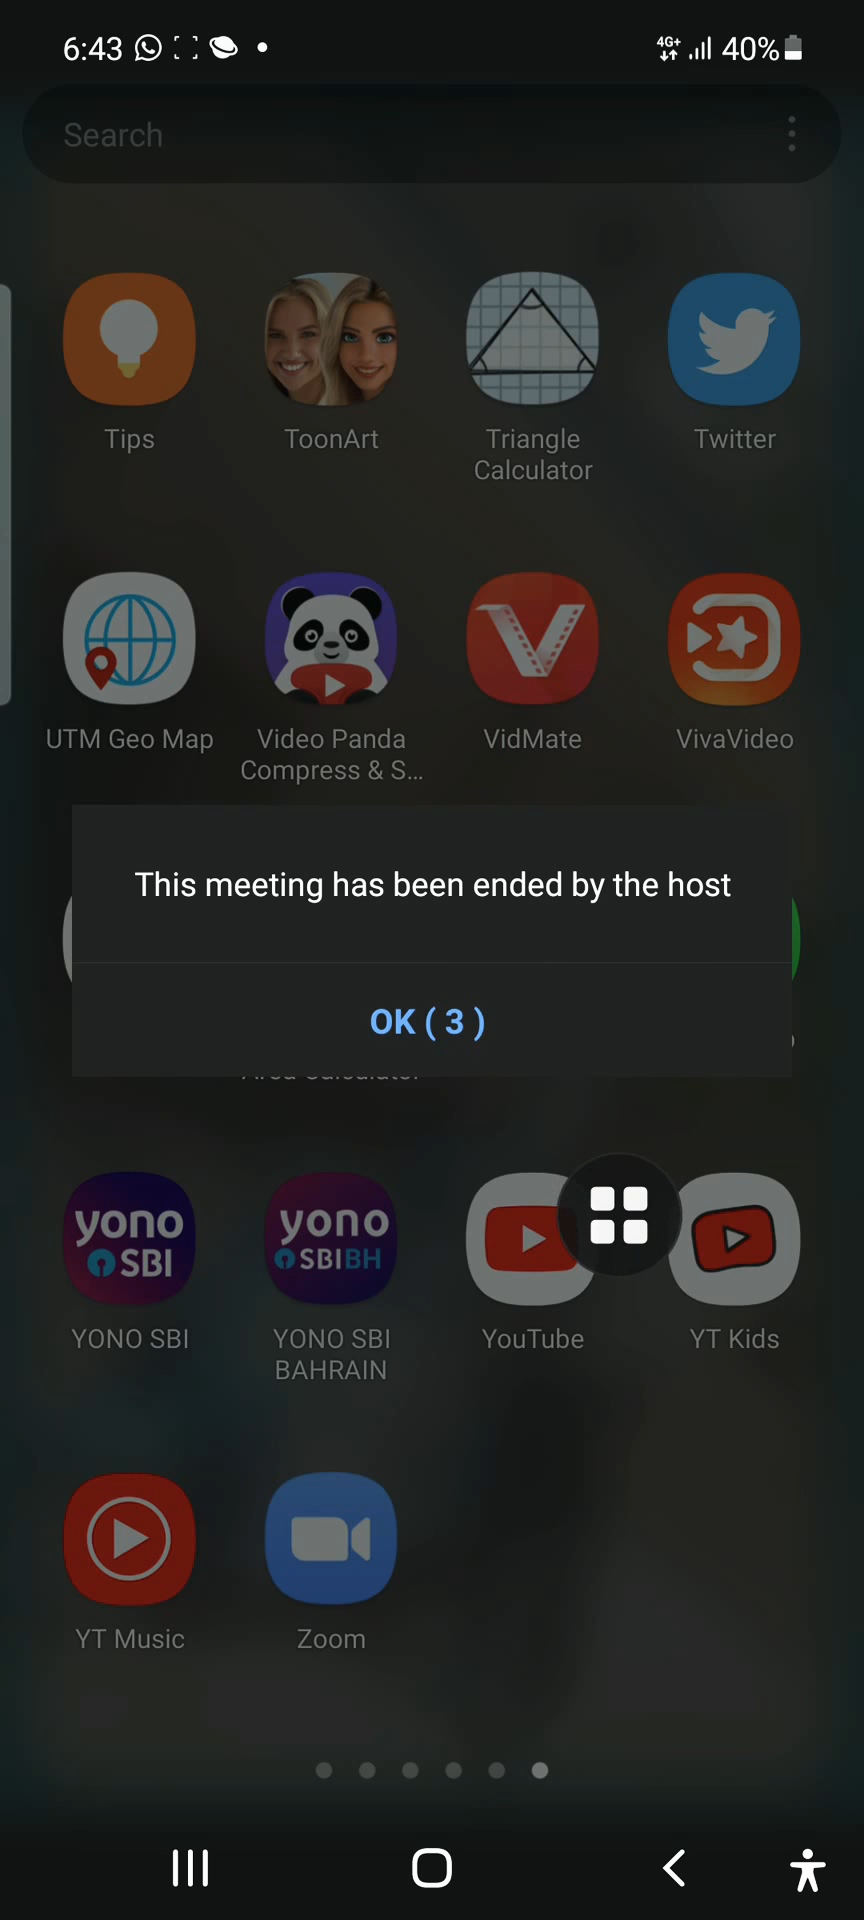 6:43
4G+
40%
Search
Tips
ToonArt
Triangle
Calculator
Twitter
UTM Geo Map
Video Panda
Compress & S...
VidMate
VivaVideo
This meeting has been ended by the host
OK ( 3 )
Area Calculator
yono
SBI
yono
SBIBH
YONO SBI
YONO SBI
BAHRAIN
YouTube
YT Kids
YT Music
Zoom